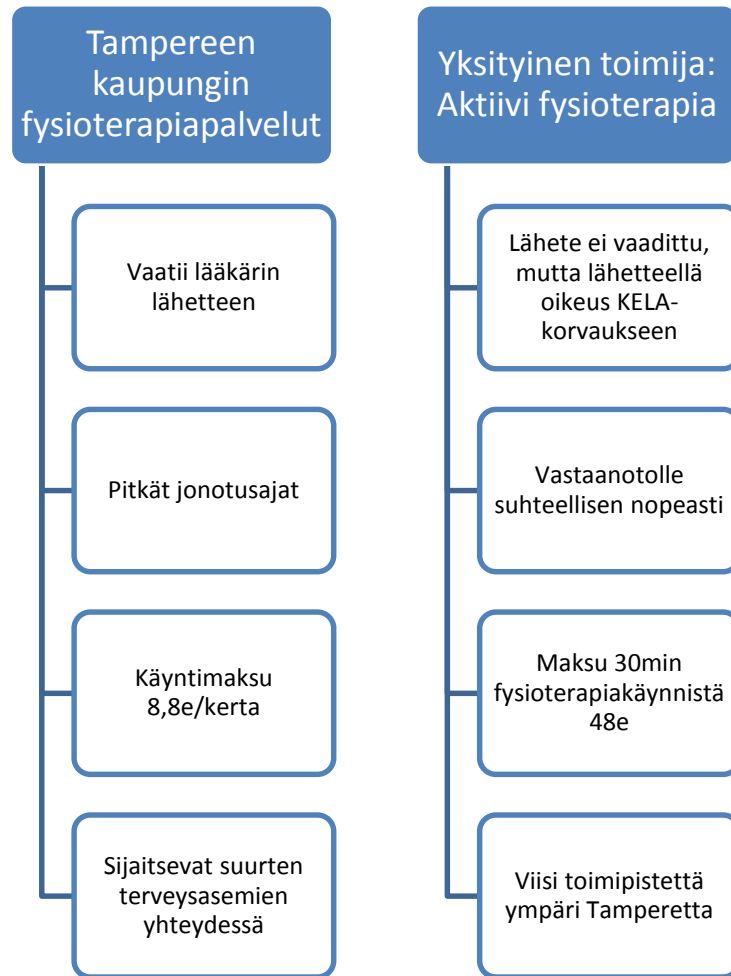 Tampereen
kaupungin
fysioterapiapalvelut
Vaatii lääkärin
lähetteen
Pitkät jonotusajat
Käyntimaksu
8,8e/kerta
Sijaitsevat suurten
terveysasemien
yhteydessä
Yksityinen toimija:
Aktiivi fysioterapia
Lähete ei vaadittu,
mutta lähetteellä
oikeus KELA-
korvaukseen
Vastaanotolle
suhteellisen nopeasti
Maksu 30min
fysioterapiakäynnistä
48e
Viisi toimipistettä
ympäri Tamperetta